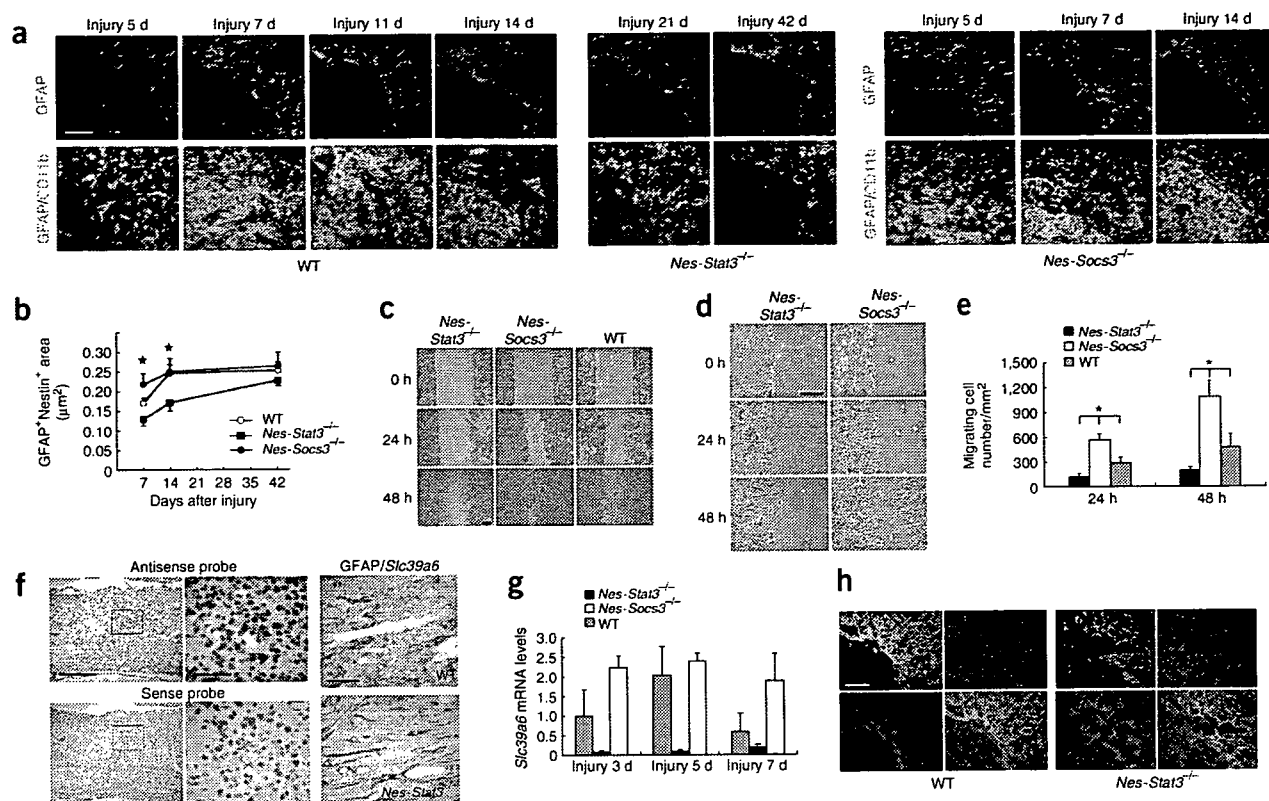 a
Injury 5 d
Injury 7 d
Injury 11 d
Injury 14 d
Injury 21 d
Injury 42 d
Injury 5 d
Injury 7 d
Injury 14 d
GFAP
GFAP/CD11b
GFAP
GFAP/CD11b
WT
Nes-Stat3−/−
Nes-Socs3−/−
b
GFAP+Nestin+ area
(μm2)
0.30
0.25
0.20
0.15
0.10
0.05
0
7 14 21 28 35 42
Days after injury
WT
Nes-Stat3−/−
Nes-Socs3−/−
c
Nes-
Stat3−/−
Nes-
Socs3−/−
WT
0 h
24 h
48 h
d
Nes-
Stat3−/−
Nes-
Socs3−/−
0 h
24 h
48 h
e
Nes-Stat3−/−
Nes-Socs3−/−
WT
Migrating cell
number/mm2
1,500
1,200
900
600
300
0
*
*
24 h
48 h
f
Antisense probe
GFAP/Slc39a6
WT
Sense probe
Nes-Stat3
g
Nes-Stat3−/−
Nes-Socs3−/−
WT
Slc39a6 mRNA levels
3.0
2.5
2.0
1.5
1.0
0.5
0
Injury 3 d
Injury 5 d
Injury 7 d
h
WT
Nes-Stat3−/−